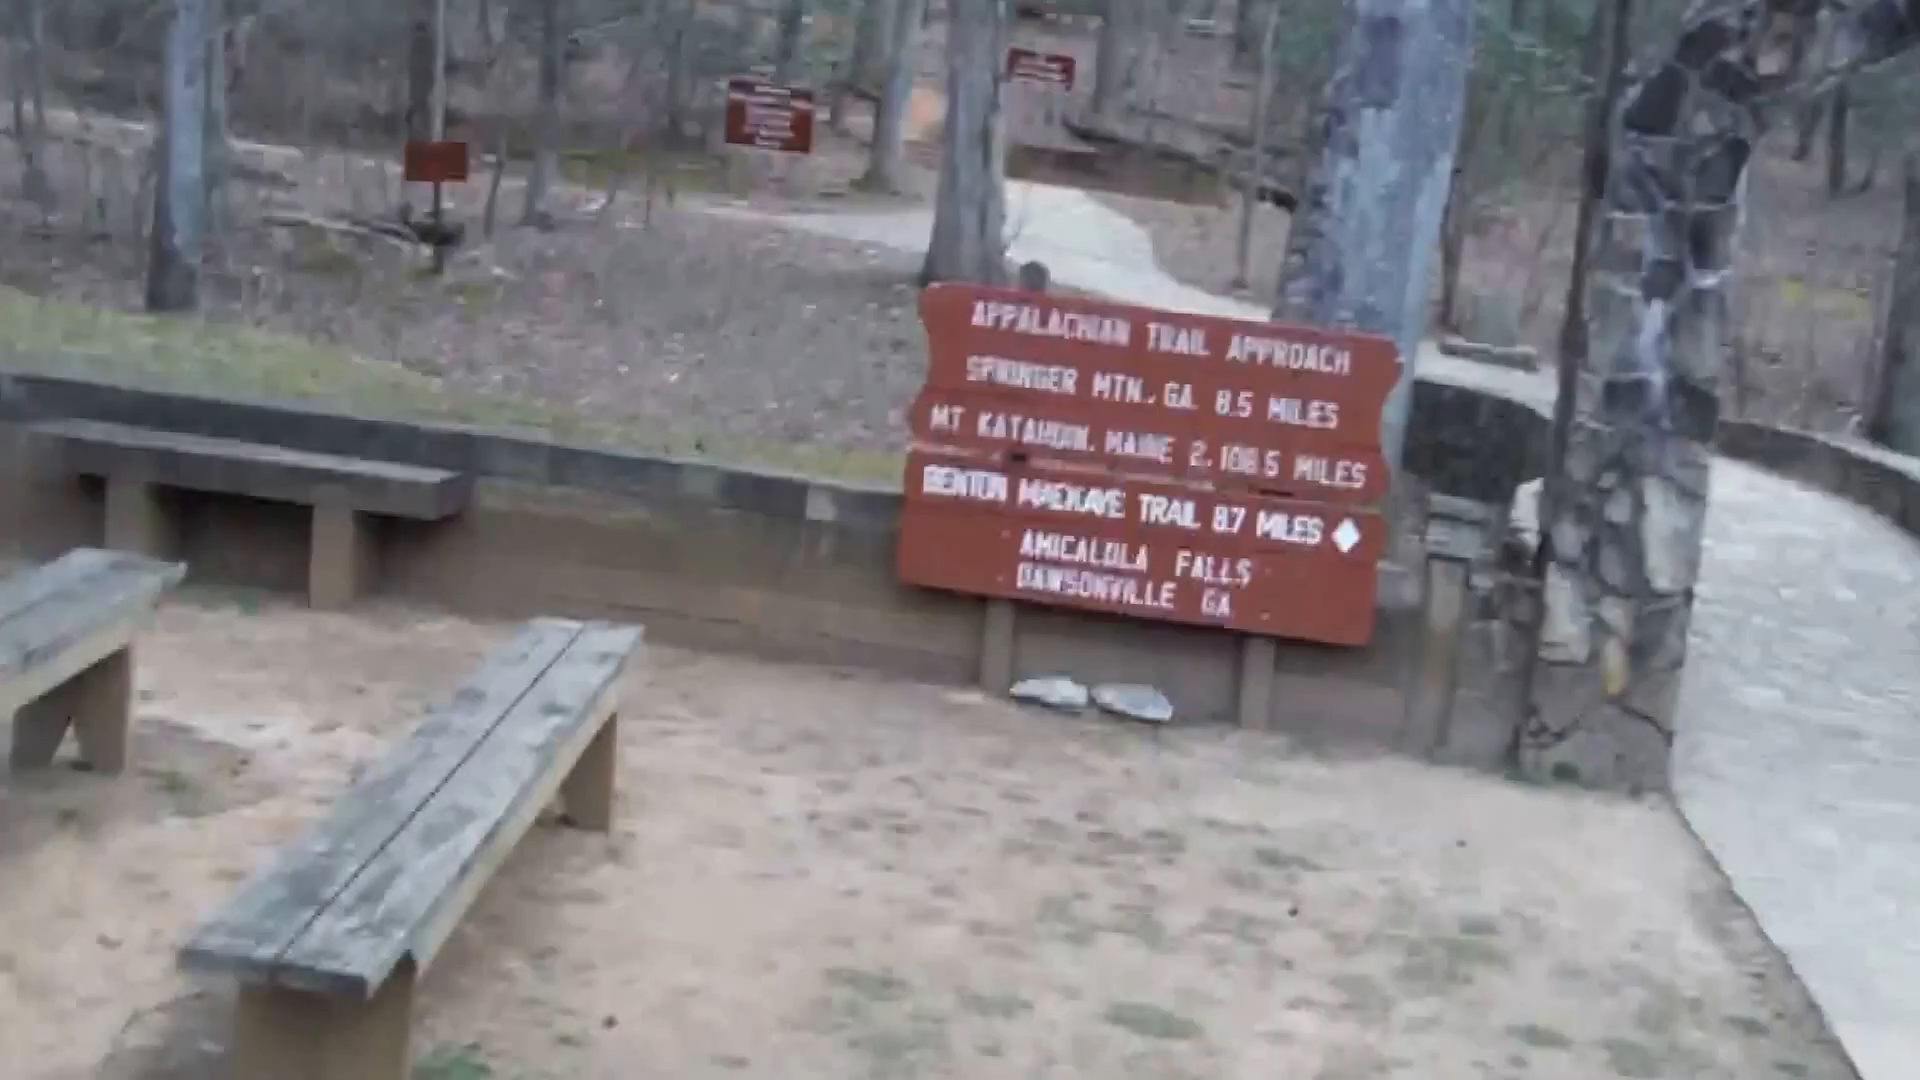 APPALACHIAN TRAIL APPROACH
SPRINGER MTN. GA. 8.5 MILES
MT KATAHDIN. MAINE 2,108.5 MILES
BENTON MACKAYE TRAIL 8.7 MILES
AMICALOLA FALLS
DAWSONVILLE GA